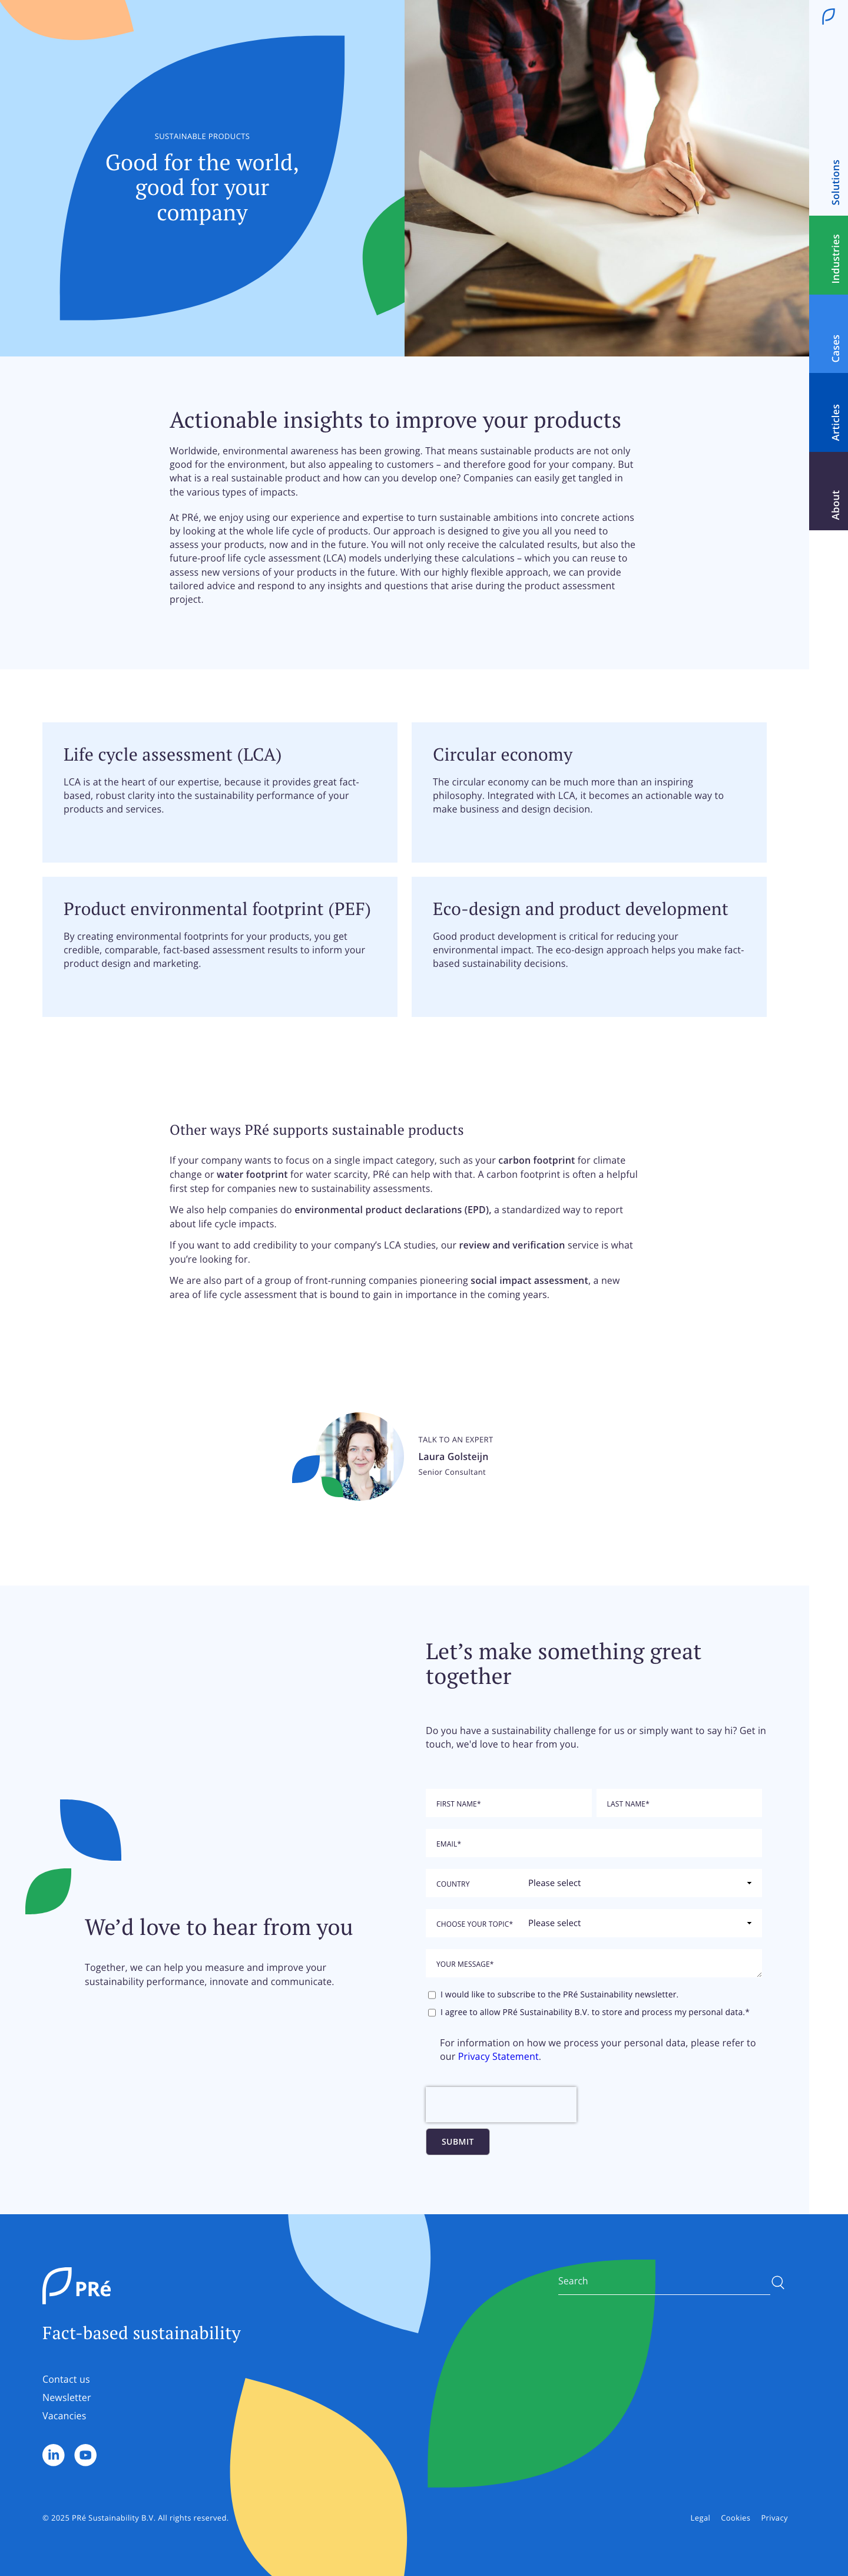 SUSTAINABLE PRODUCTS
Good for the world,
good for your
company
Solutions
Industries
Cases
Articles
About
Actionable insights to improve your products
Worldwide, environmental awareness has been growing. That means sustainable products are not only
good for the environment, but also appealing to customers – and therefore good for your company. But
what is a real sustainable product and how can you develop one? Companies can easily get tangled in
the various types of impacts.
At PRé, we enjoy using our experience and expertise to turn sustainable ambitions into concrete actions
by looking at the whole life cycle of products. Our approach is designed to give you all you need to
assess your products, now and in the future. You will not only receive the calculated results, but also the
future-proof life cycle assessment (LCA) models underlying these calculations – which you can reuse to
assess new versions of your products in the future. With our highly flexible approach, we can provide
tailored advice and respond to any insights and questions that arise during the product assessment
project.
Life cycle assessment (LCA)
LCA is at the heart of our expertise, because it provides great fact-
based, robust clarity into the sustainability performance of your
products and services.
Circular economy
The circular economy can be much more than an inspiring
philosophy. Integrated with LCA, it becomes an actionable way to
make business and design decision.
Product environmental footprint (PEF)
By creating environmental footprints for your products, you get
credible, comparable, fact-based assessment results to inform your
product design and marketing.
Eco-design and product development
Good product development is critical for reducing your
environmental impact. The eco-design approach helps you make fact-
based sustainability decisions.
Other ways PRé supports sustainable products
If your company wants to focus on a single impact category, such as your carbon footprint for climate
change or water footprint for water scarcity, PRé can help with that. A carbon footprint is often a helpful
first step for companies new to sustainability assessments.
We also help companies do environmental product declarations (EPD), a standardized way to report
about life cycle impacts.
If you want to add credibility to your company’s LCA studies, our review and verification service is what
you’re looking for.
We are also part of a group of front-running companies pioneering social impact assessment, a new
area of life cycle assessment that is bound to gain in importance in the coming years.
TALK TO AN EXPERT
Laura Golsteijn
Senior Consultant
We’d love to hear from you
Together, we can help you measure and improve your
sustainability performance, innovate and communicate.
Let’s make something great
together
Do you have a sustainability challenge for us or simply want to say hi? Get in
touch, we'd love to hear from you.
FIRST NAME*
LAST NAME*
EMAIL*
COUNTRY Please select
CHOOSE YOUR TOPIC* Please select
YOUR MESSAGE*
I would like to subscribe to the PRé Sustainability newsletter.
I agree to allow PRé Sustainability B.V. to store and process my personal data.*
For information on how we process your personal data, please refer to
our Privacy Statement.
SUBMIT
PRé
Search
Fact-based sustainability
Contact us
Newsletter
Vacancies
in
© 2025 PRé Sustainability B.V. All rights reserved.
Legal Cookies Privacy